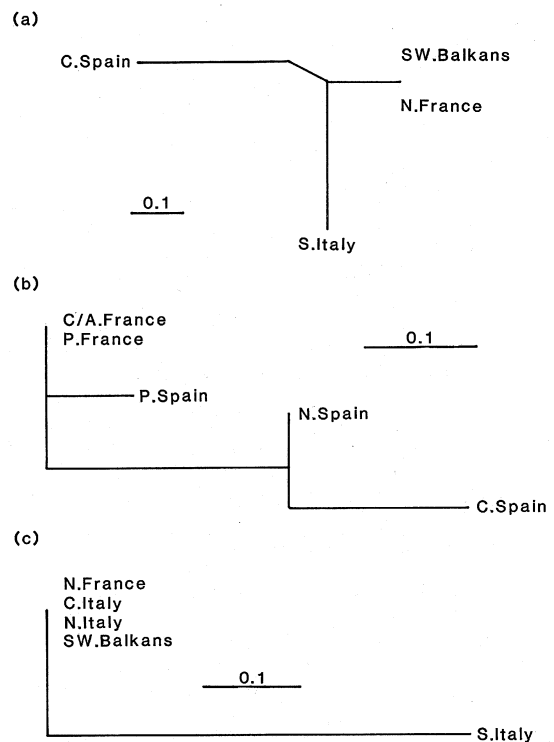 (a)
C.Spain
SW.Balkans
N.France
0.1
S.Italy
(b)
C/A.France
P.France
0.1
P.Spain
N.Spain
C.Spain
(c)
N.France
C.Italy
N.Italy
SW.Balkans
0.1
S.Italy